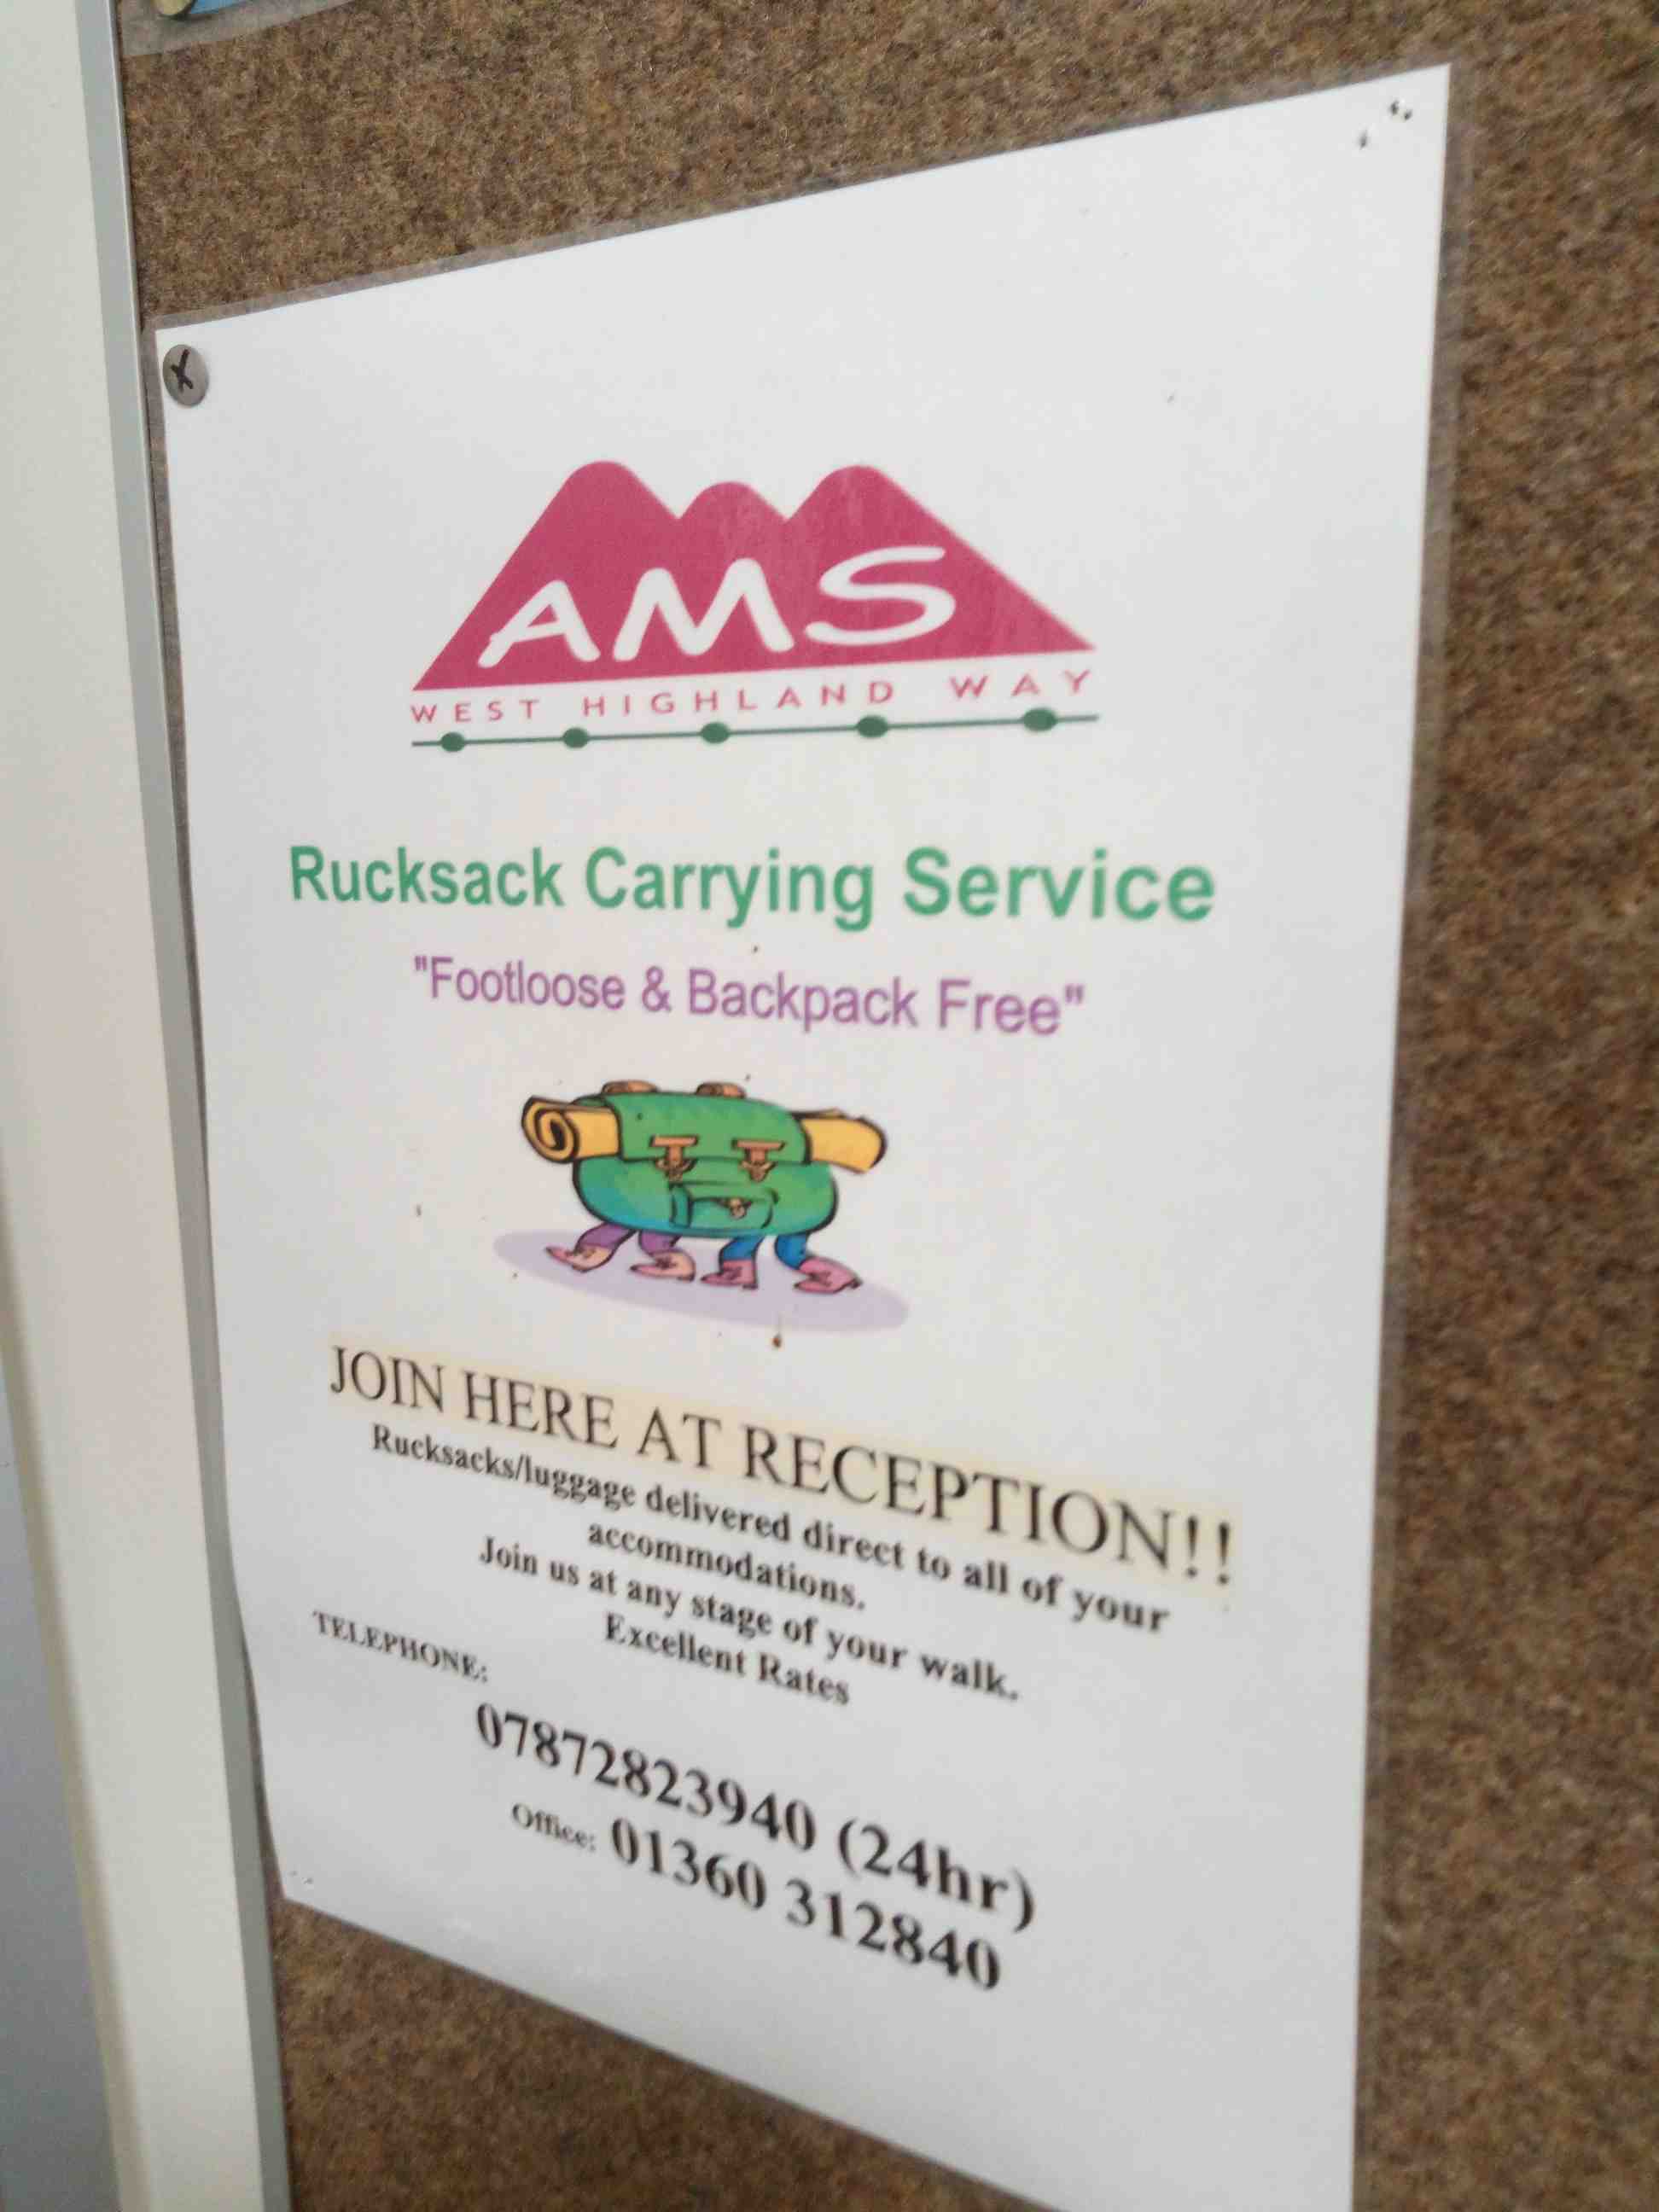 AMS
WEST HIGHLAND WAY
Rucksack Carrying Service
"Footloose & Backpack Free"
JOIN HERE AT RECEPTION!!
Rucksacks/luggage delivered direct to all of your
accommodations.
Join us at any stage of your walk.
Excellent Rates
TELEPHONE:
07872823940 (24hr)
Office: 01360 312840